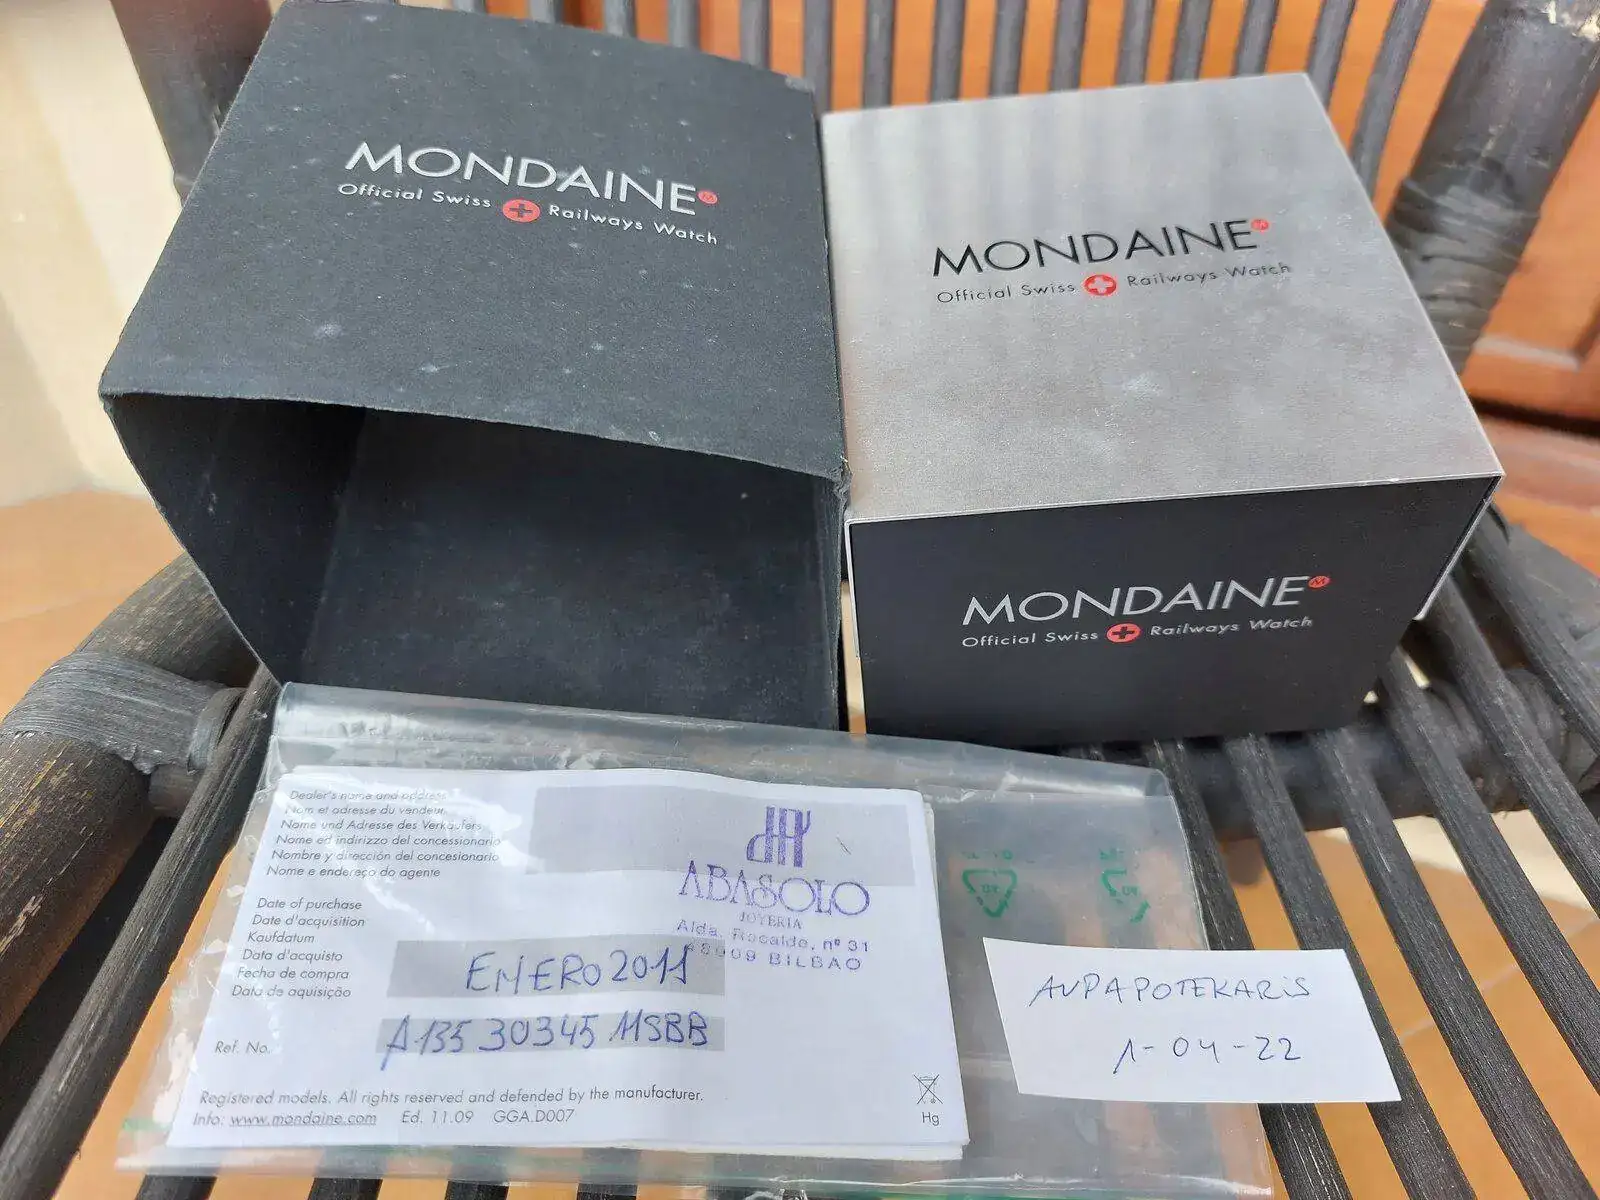 MONDAINE
Official Swiss Railways Watch
MONDAINE
Official Swiss Railways Watch
MONDAINE
Official Swiss Railways Watch
Dealer's name and address
Nom et adresse du vendeur
Name und Adresse des Verkäufers
Nome ed indirizzo del concessionario
Nombre y dirección del concesionario
Nome e endereço do agente
ABASOLO
JOYERIA
Alda. Recalde, nº 31
48009 BILBAO
Date of purchase
Date d'acquisition
Kaufdatum
Data d'acquisto
Fecha de compra
Data de aquisição
ENERO 2011
Ref. No.
A135 30345 11SBB
Registered models. All rights reserved and defended by the manufacturer.
Info: www.mondaine.com Ed. 11.09 GGA.D007
Hg
AVPAPOTEKARIS
1-04-22